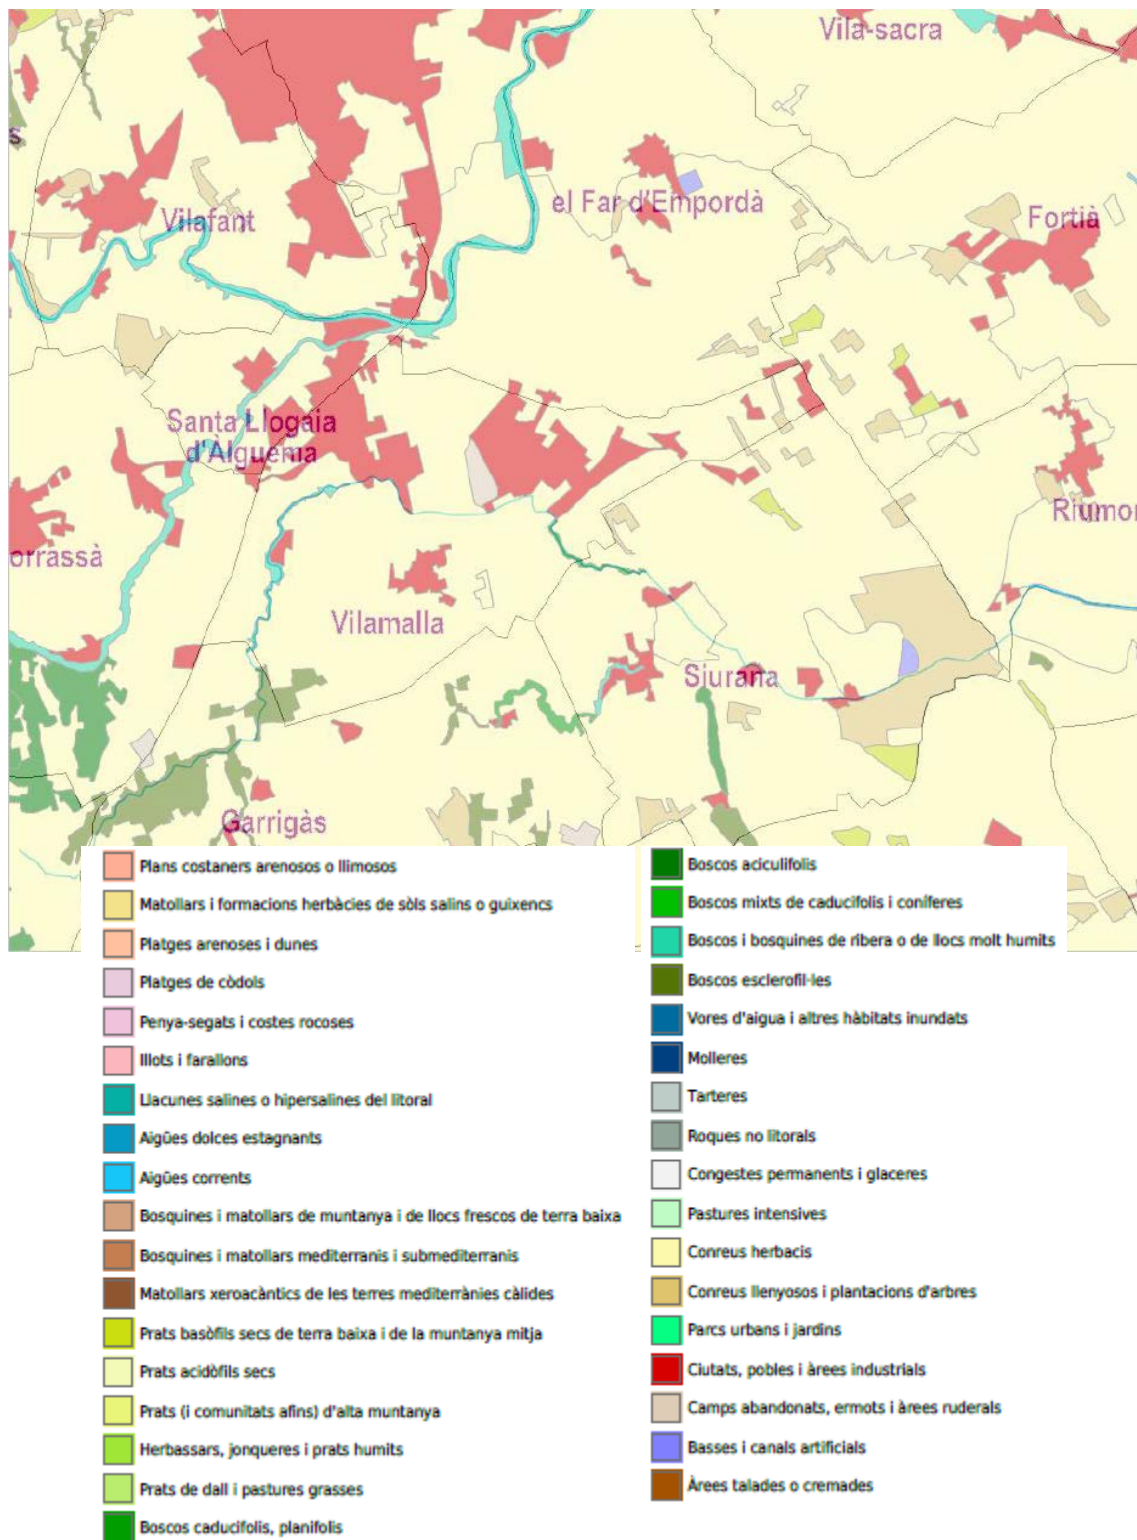 Vila-sacra
s
el Far d'Empordà
Vilafant
Fortià
Santa Llogaia
d'Àlguema
Riumor
orrassà
Vilamalla
Siurana
Garrigàs
Plans costaners arenosos o llimosos
Matollars i formacions herbàcies de sòls salins o guixencs
Platges arenoses i dunes
Platges de còdols
Penya-segats i costes rocoses
Illots i farallons
Llacunes salines o hipersalines del litoral
Aigües dolces estagnants
Aigües corrents
Bosquines i matollars de muntanya i de llocs frescos de terra baixa
Bosquines i matollars mediterranis i submediterranis
Matollars xeroacàntics de les terres mediterrànies càlides
Prats basòfils secs de terra baixa i de la muntanya mitja
Prats acidòfils secs
Prats (i comunitats afins) d'alta muntanya
Herbassars, jonqueres i prats humits
Prats de dall i pastures grasses
Boscos caducifolis, planifolis
Boscos aciculifolis
Boscos mixts de caducifolis i coníferes
Boscos i bosquines de ribera o de llocs molt humits
Boscos esclerofil·les
Vores d'aigua i altres hàbitats inundats
Molleres
Tarteres
Roques no litorals
Congestes permanents i glaceres
Pastures intensives
Conreus herbacis
Conreus llenyosos i plantacions d'arbres
Parcs urbans i jardins
Ciutats, pobles i àrees industrials
Camps abandonats, ermots i àrees ruderals
Basses i canals artificials
Àrees talades o cremades